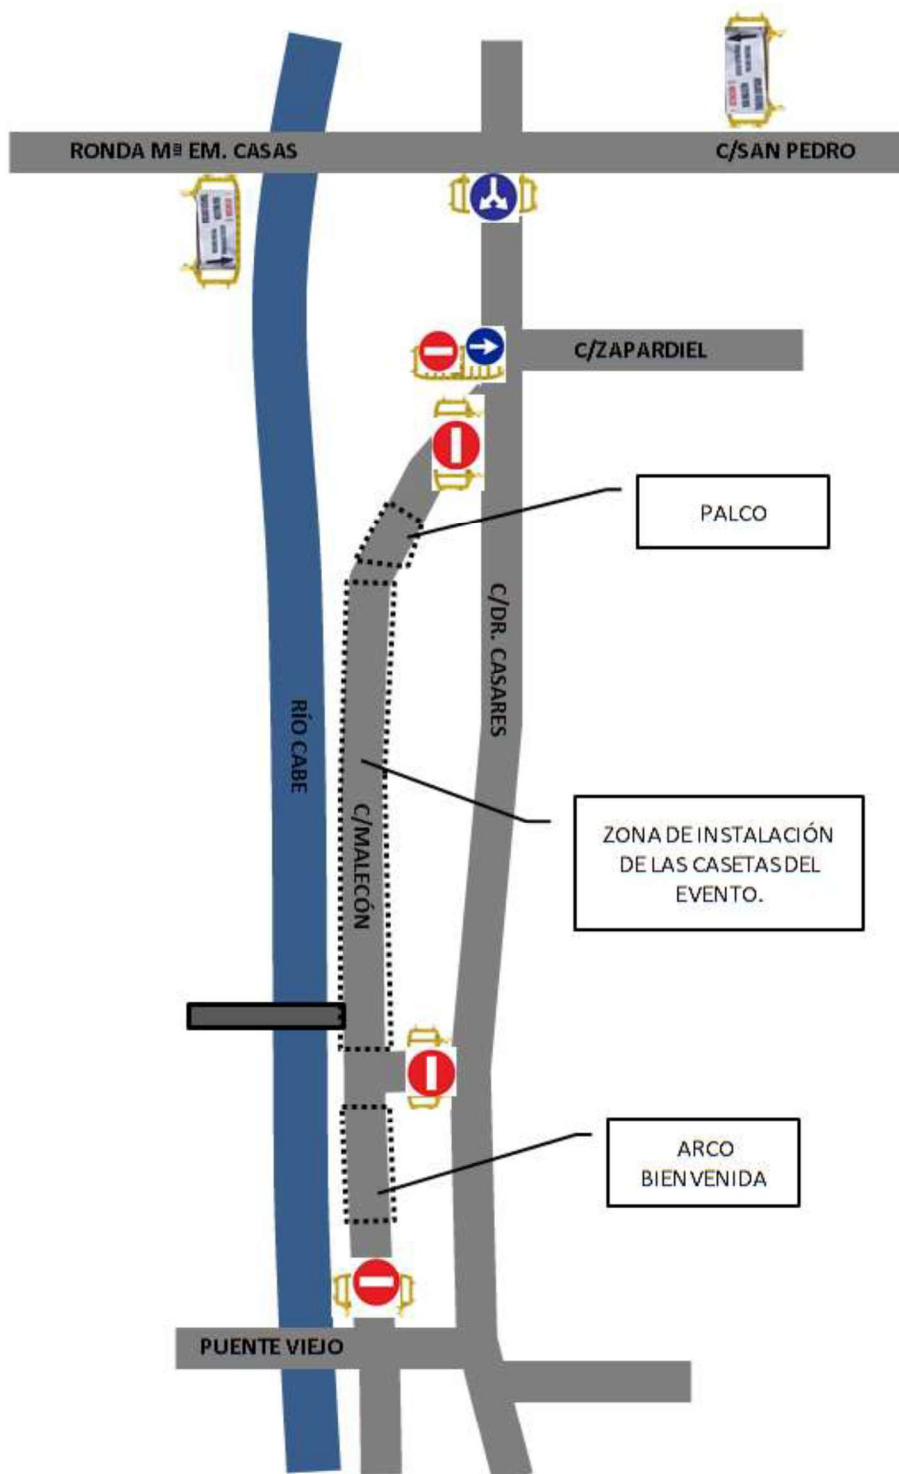 RONDA Mª EM. CASAS
C/SAN PEDRO
C/ZAPARDIEL
PALCO
C/DR. CASARES
RÍO CABE
C/MALECÓN
ZONA DE INSTALACIÓN
DE LAS CASETAS DEL
EVENTO.
ARCO
BIENVENIDA
PUENTE VIEJO